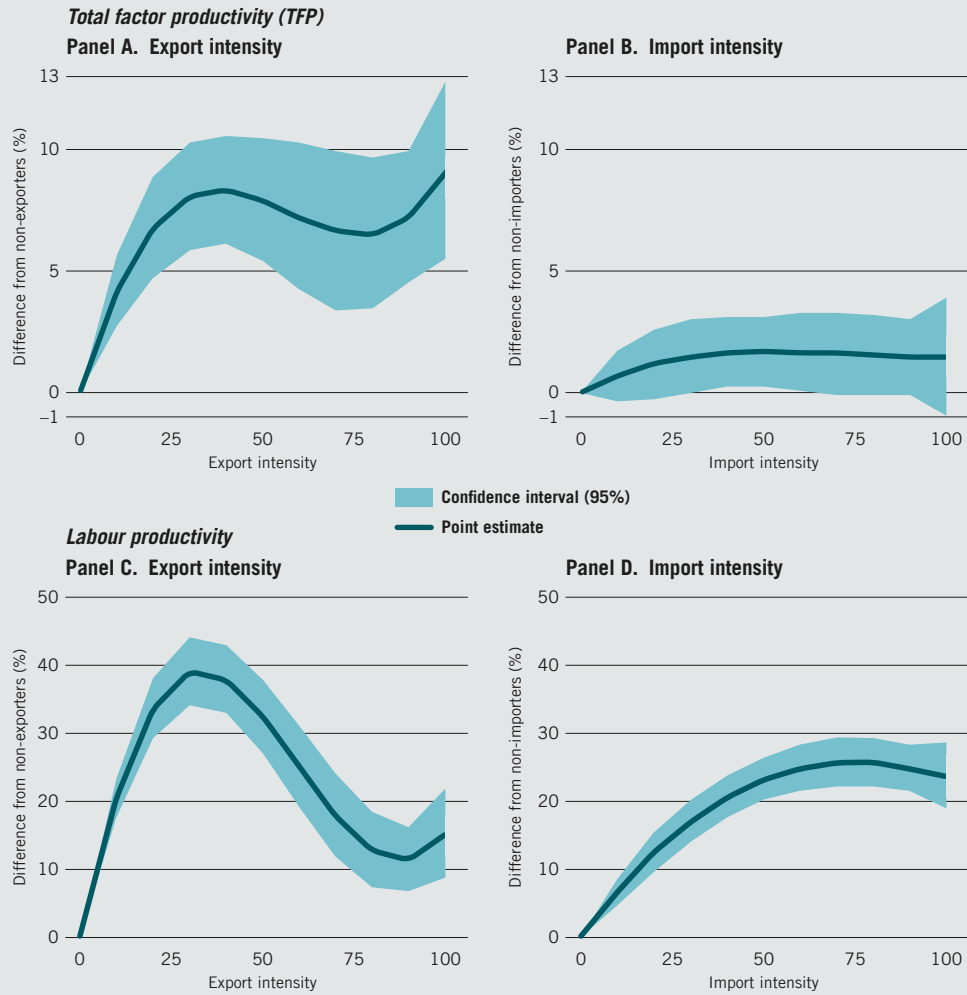 Total factor productivity (TFP)
Panel A. Export intensity
Difference from non-exporters (%)
13
10
5
0
–1
0 25 50 75 100
Export intensity
Panel B. Import intensity
Difference from non-importers (%)
13
10
5
0
–1
0 25 50 75 100
Import intensity
Confidence interval (95%)
Point estimate
Labour productivity
Panel C. Export intensity
Difference from non-exporters (%)
50
40
30
20
10
0
0 25 50 75 100
Export intensity
Panel D. Import intensity
Difference from non-importers (%)
50
40
30
20
10
0
0 25 50 75 100
Import intensity